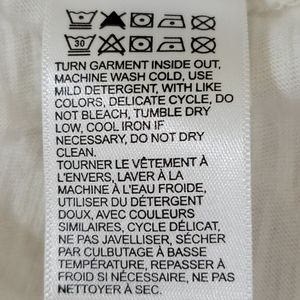 30
TURN GARMENT INSIDE OUT,
MACHINE WASH COLD, USE
MILD DETERGENT, WITH LIKE
COLORS, DELICATE CYCLE, DO
NOT BLEACH, TUMBLE DRY
LOW, COOL IRON IF
NECESSARY, DO NOT DRY
CLEAN.
TOURNER LE VÊTEMENT À
L'ENVERS, LAVER À LA
MACHINE À L'EAU FROIDE,
UTILISER DU DÉTERGENT
DOUX, AVEC COULEURS
SIMILAIRES, CYCLE DÉLICAT,
NE PAS JAVELLISER, SÉCHER
PAR CULBUTAGE À BASSE
TEMPÉRATURE, REPASSER À
FROID SI NÉCESSAIRE, NE PAS
NETTOYER À SEC.